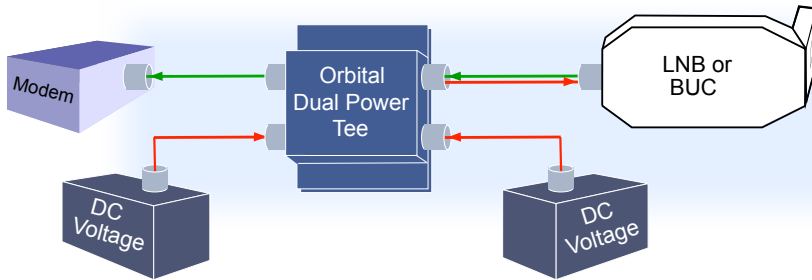 Modem
Orbital
Dual Power
Tee
LNB or
BUC
DC
Voltage
DC
Voltage